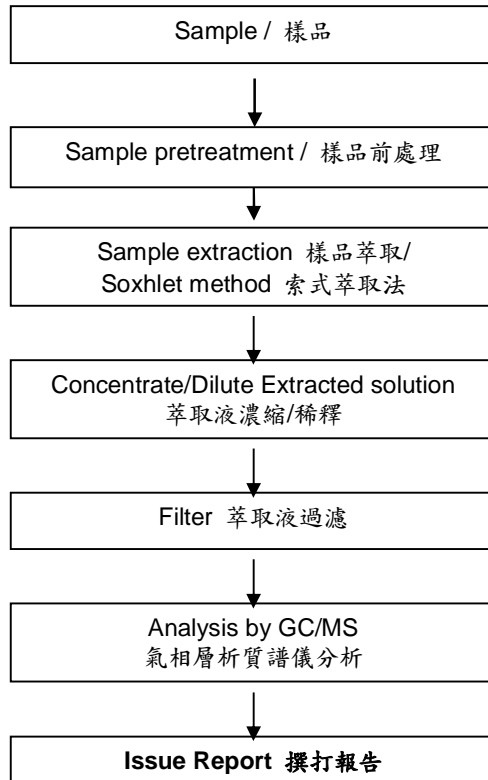 Sample / 樣品
Sample pretreatment / 樣品前處理
Sample extraction 樣品萃取/
Soxhlet method 索式萃取法
Concentrate/Dilute Extracted solution
萃取液濃縮/稀釋
Filter 萃取液過濾
Analysis by GC/MS
氣相層析質譜儀分析
Issue Report 撰打報告